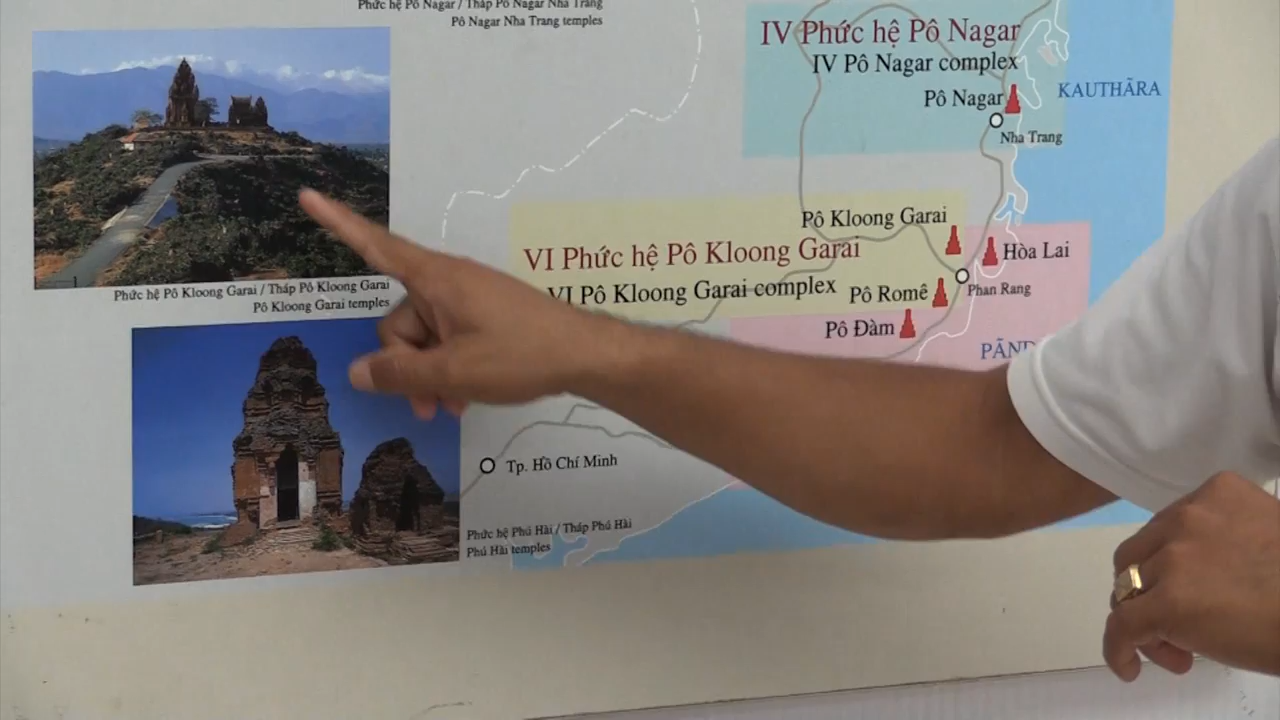 Phức hệ Pô Nagar / Tháp Pô Nagar Nha Trang
Pô Nagar Nha Trang temples
IV Phức hệ Pô Nagar
IV Pô Nagar complex
Pô Nagar
KAUTHÃRA
Nha Trang
Pô Kloong Garai
VI Phức hệ Pô Kloong Garai
Hòa Lai
VI Pô Kloong Garai complex
Pô Romê
Phan Rang
Phức hệ Pô Kloong Garai / Tháp Pô Kloong Garai
Pô Kloong Garai temples
Pô Đàm
PÃND
Tp. Hồ Chí Minh
Phức hệ Phú Hài / Tháp Phú Hài
Phú Hài temples